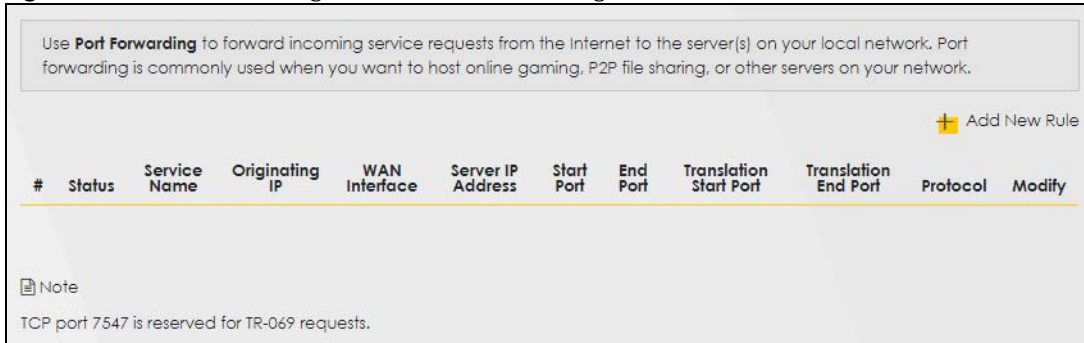 Use Port Forwarding to forward incoming service requests from the Internet to the server(s) on your local network. Port
forwarding is commonly used when you want to host online gaming, P2P file sharing, or other servers on your network.
Add New Rule
# Status Service Name Originating IP WAN Interface Server IP Address Start Port End Port Translation Start Port Translation End Port Protocol Modify
Note
TCP port 7547 is reserved for TR-069 requests.